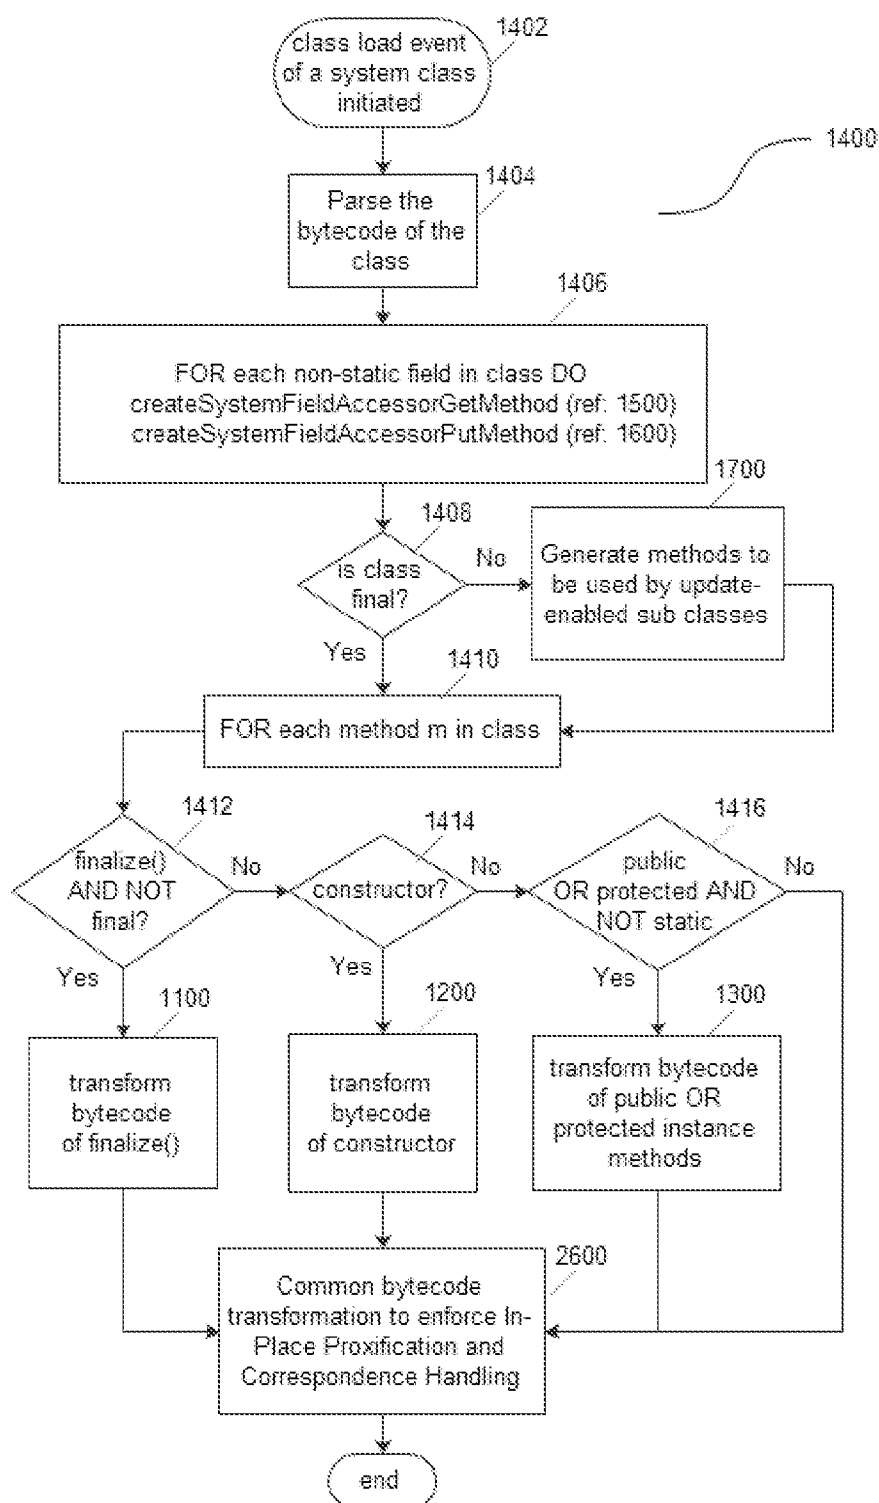 1402
class load event
of a system class
initiated
1400
1404
Parse the
bytecode of the
class
1406
FOR each non-static field in class DO
createSystemFieldAccessorGetMethod (ref: 1500)
createSystemFieldAccessorPutMethod (ref: 1600)
1700
1408
is class
final?
No
Generate methods to
be used by update-
enabled sub classes
Yes
1410
FOR each method m in class
1412
finalize()
AND NOT
final?
No
1414
constructor?
No
1416
public
OR protected AND
NOT static
No
Yes
Yes
Yes
1100
transform
bytecode
of finalize()
1200
transform
bytecode
of constructor
1300
transform bytecode
of public OR
protected instance
methods
2600
Common bytecode
transformation to enforce In-
Place Proxification and
Correspondence Handling
end